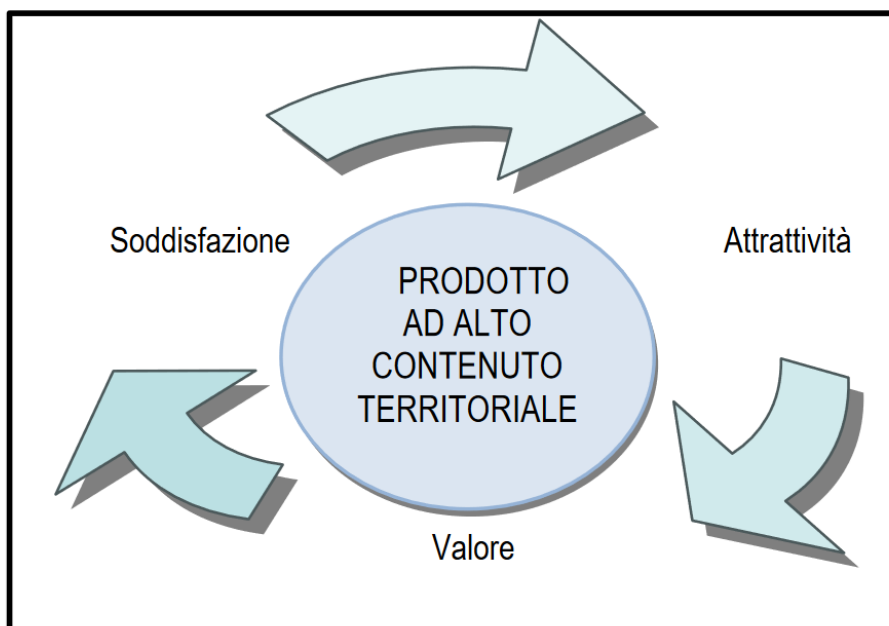 Soddisfazione
Attrattività
PRODOTTO
AD ALTO
CONTENUTO
TERRITORIALE
Valore